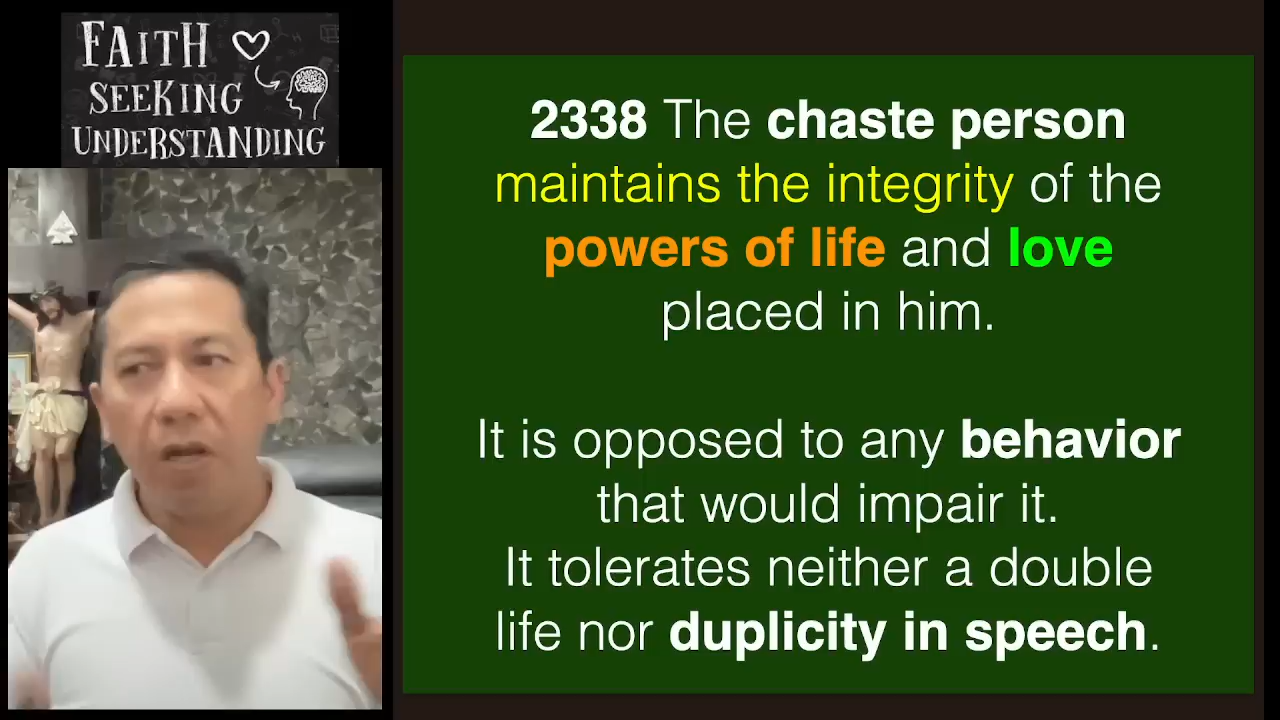 FAITH
SEEKING
UNDERSTANDING
2338 The chaste person
maintains the integrity of the
powers of life and love
placed in him.
It is opposed to any behavior
that would impair it.
It tolerates neither a double
life nor duplicity in speech.